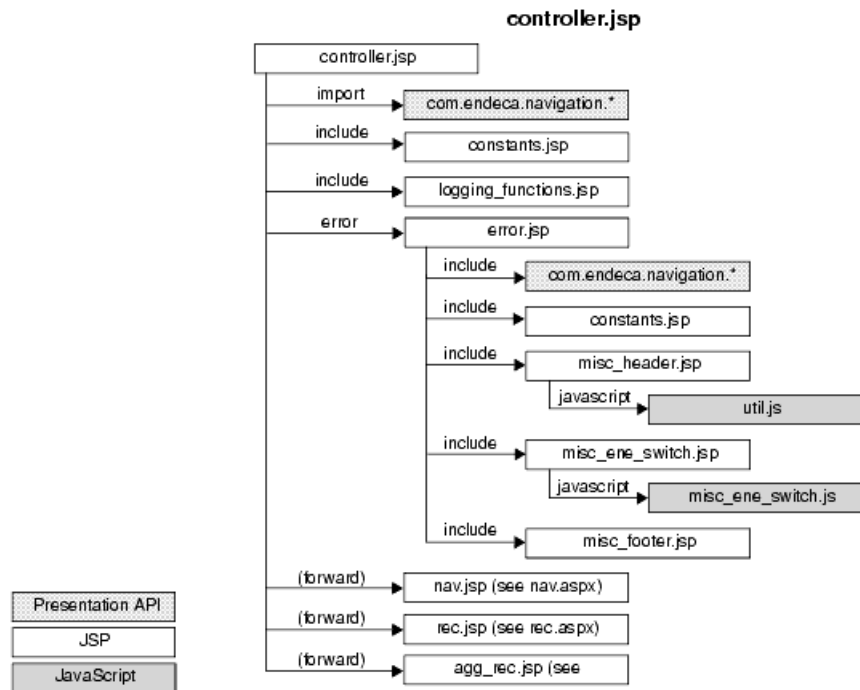 controller.jsp
controller.jsp
import
com.endeca.navigation.*
include
constants.jsp
include
logging_functions.jsp
error
error.jsp
include
com.endeca.navigation.*
include
constants.jsp
include
misc_header.jsp
javascript
util.js
include
misc_ene_switch.jsp
javascript
misc_ene_switch.js
include
misc_footer.jsp
(forward)
nav.jsp (see nav.aspx)
(forward)
rec.jsp (see rec.aspx)
(forward)
agg_rec.jsp (see
Presentation API
JSP
JavaScript